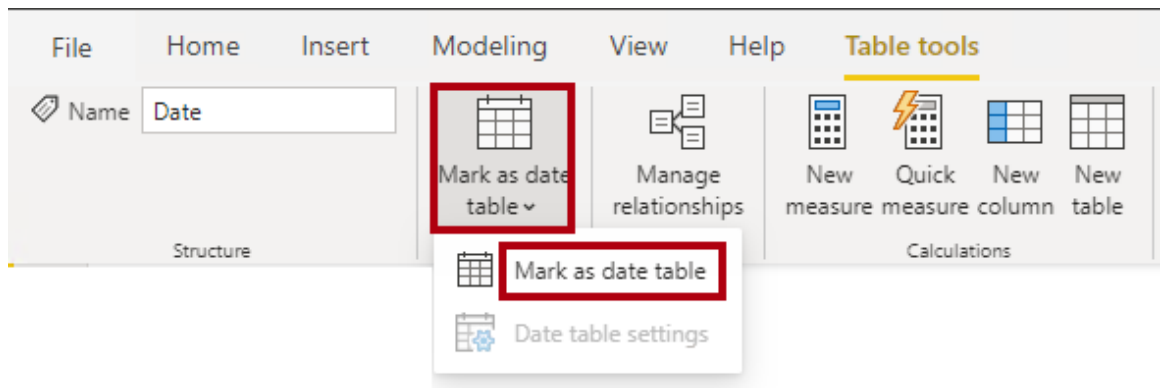 File Home Insert Modeling View Help Table tools
Name Date
Mark as date
table
Manage
relationships
New
measure
Quick
measure
New
column
New
table
Structure
Calculations
Mark as date table
Date table settings